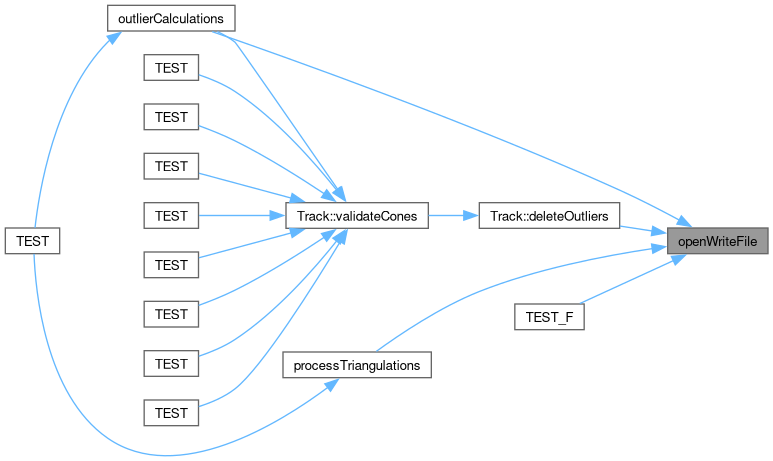 outlierCalculations
TEST
TEST
TEST
TEST
Track::validateCones
Track::deleteOutliers
TEST
openWriteFile
TEST
TEST
TEST_F
TEST
processTriangulations
TEST